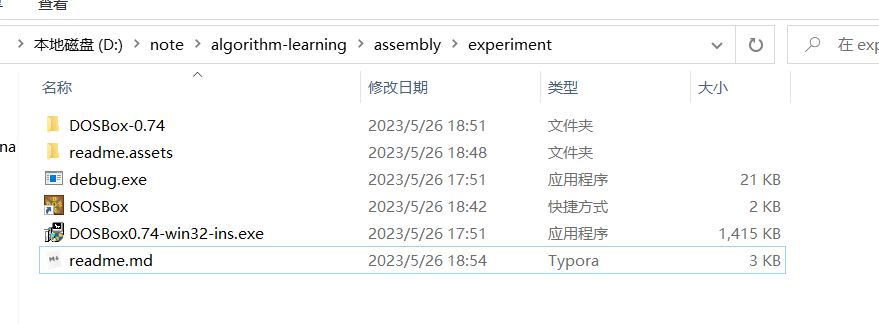 查看
本地磁盘 (D:) › note › algorithm-learning › assembly › experiment 在 exp
名称 修改日期 类型 大小
DOSBox-0.74 2023/5/26 18:51 文件夹
na readme.assets 2023/5/26 18:48 文件夹
debug.exe 2023/5/26 17:51 应用程序 21 KB
DOSBox 2023/5/26 18:42 快捷方式 2 KB
DOSBox0.74-win32-ins.exe 2023/5/26 17:51 应用程序 1,415 KB
readme.md 2023/5/26 18:54 Typora 3 KB